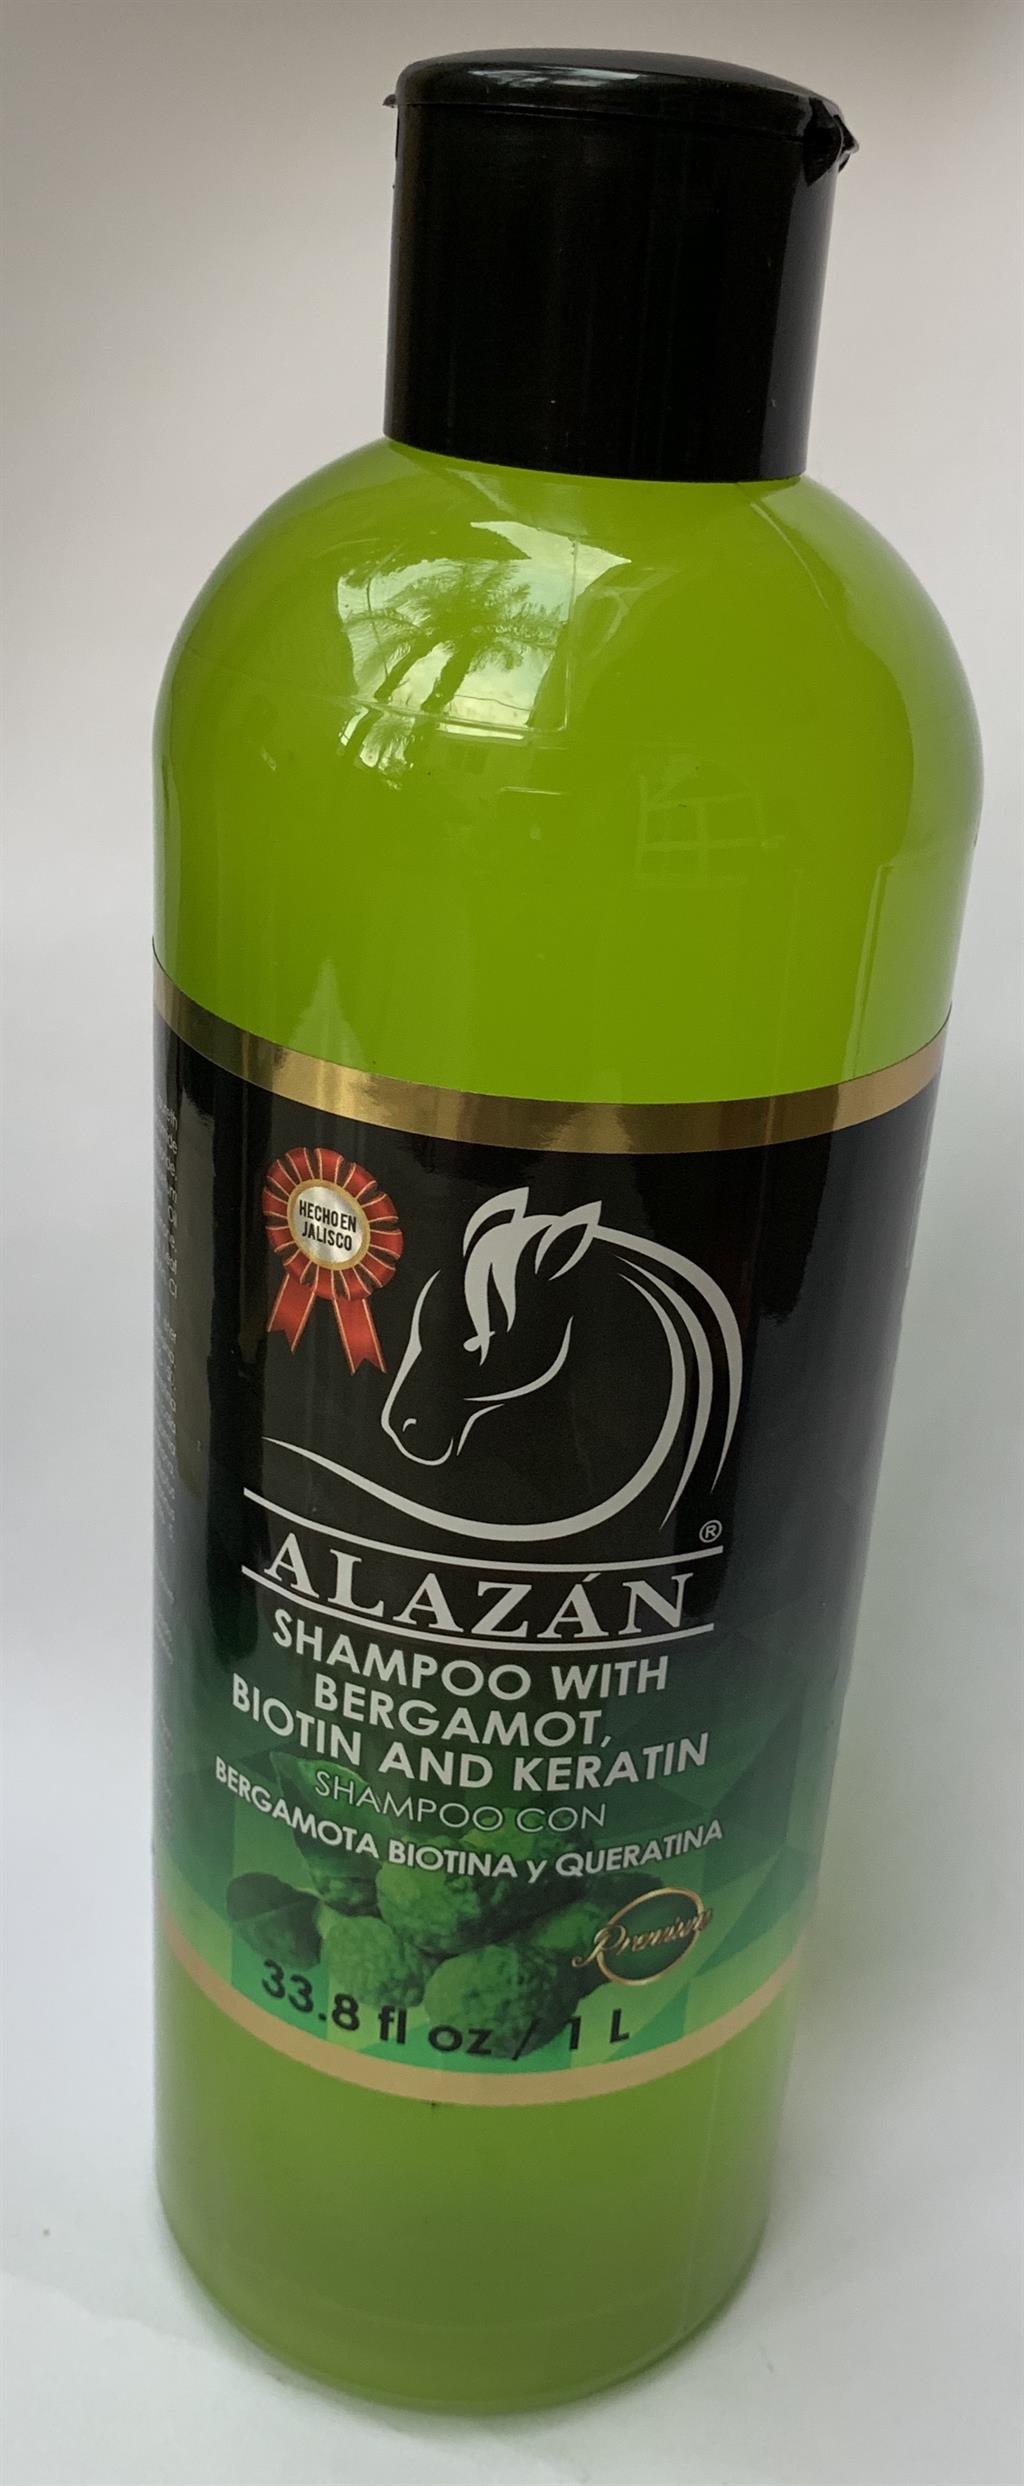 HECHO EN
JALISCO
®
ALAZÁN
SHAMPOO WITH
BERGAMOT,
BIOTIN AND KERATIN
SHAMPOO CON
BERGAMOTA BIOTINA y QUERATINA
Premium
33.8 fl oz / 1 L